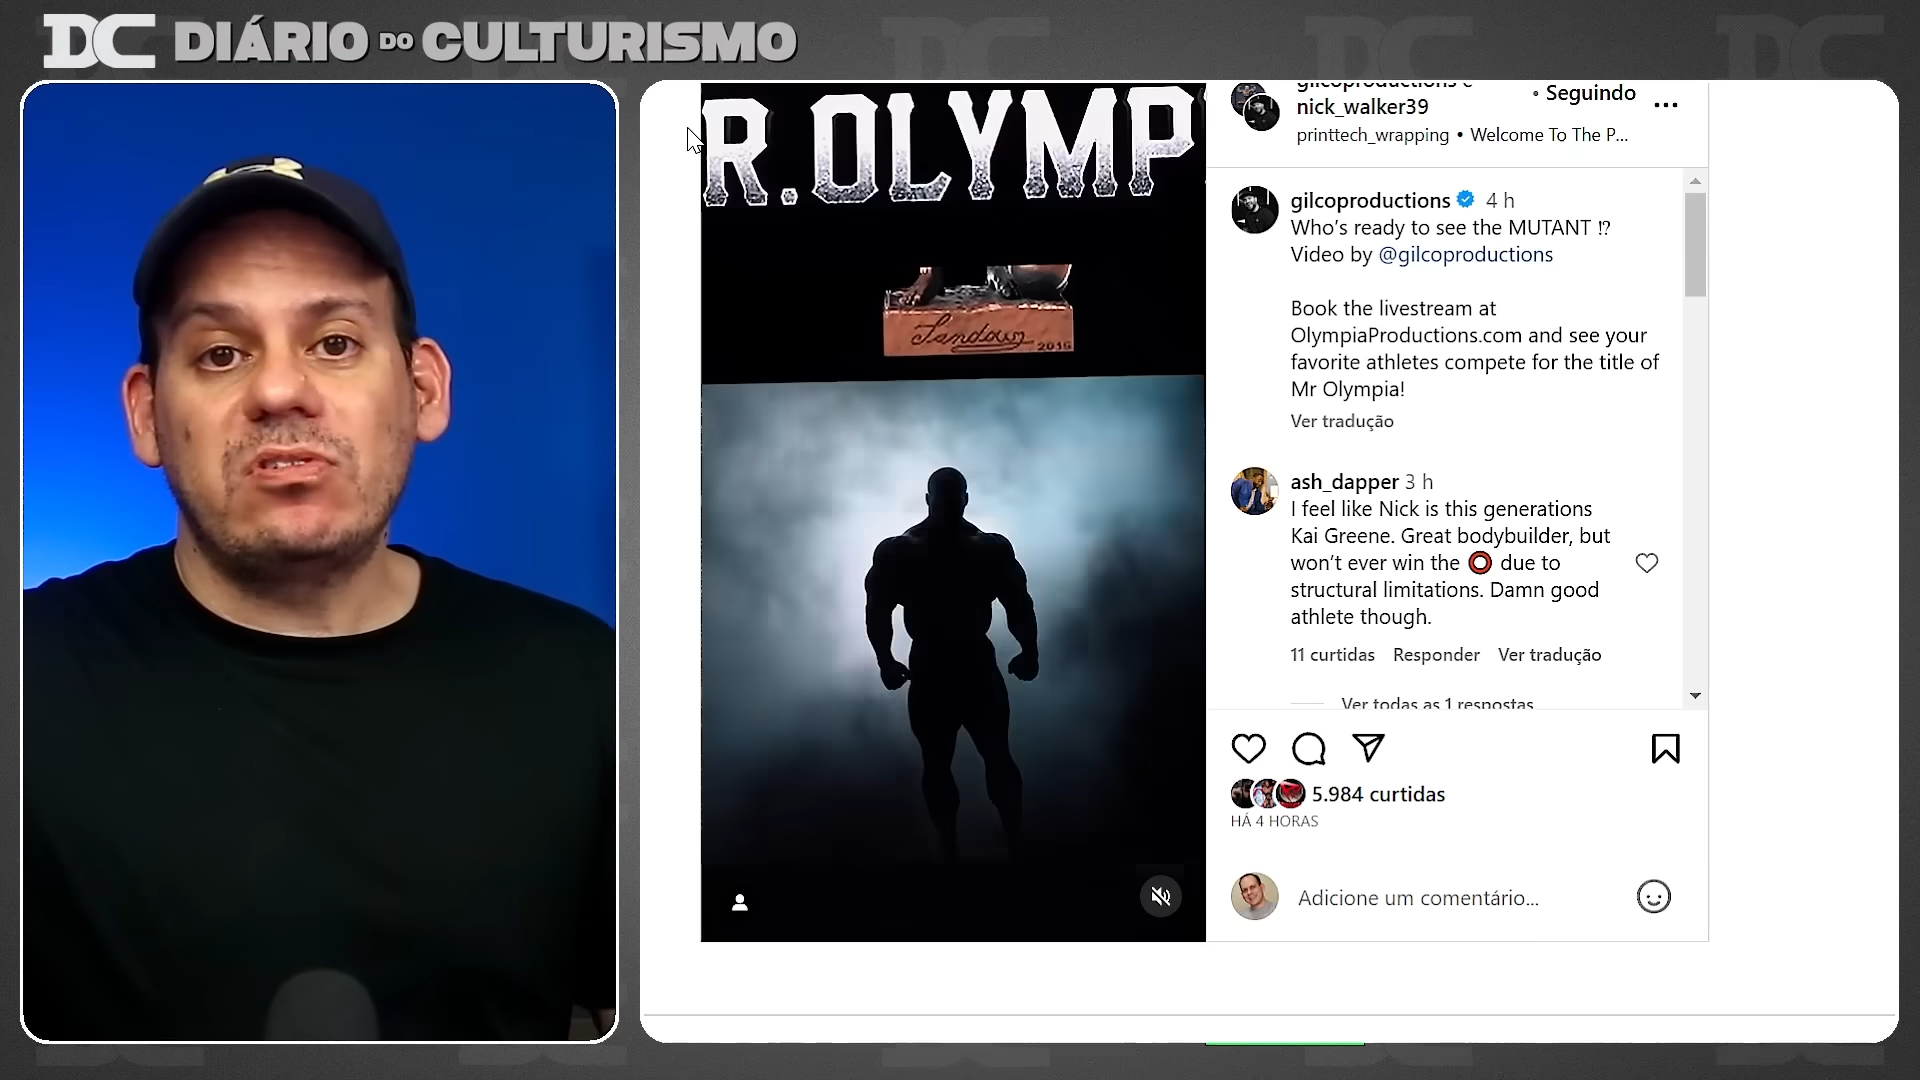 DC DIÁRIO DO CULTURISMO
R.OLYMP
Sandow
2016
gilcoproductions e
nick_walker39
• Seguindo
printtech_wrapping • Welcome To The P...
gilcoproductions 4 h
Who’s ready to see the MUTANT !?
Video by @gilcoproductions
Book the livestream at
OlympiaProductions.com and see your
favorite athletes compete for the title of
Mr Olympia!
Ver tradução
ash_dapper 3 h
I feel like Nick is this generations
Kai Greene. Great bodybuilder, but
won’t ever win the ⭕ due to
structural limitations. Damn good
athlete though.
11 curtidas Responder Ver tradução
Ver todas as 1 respostas
5.984 curtidas
HÁ 4 HORAS
Adicione um comentário...